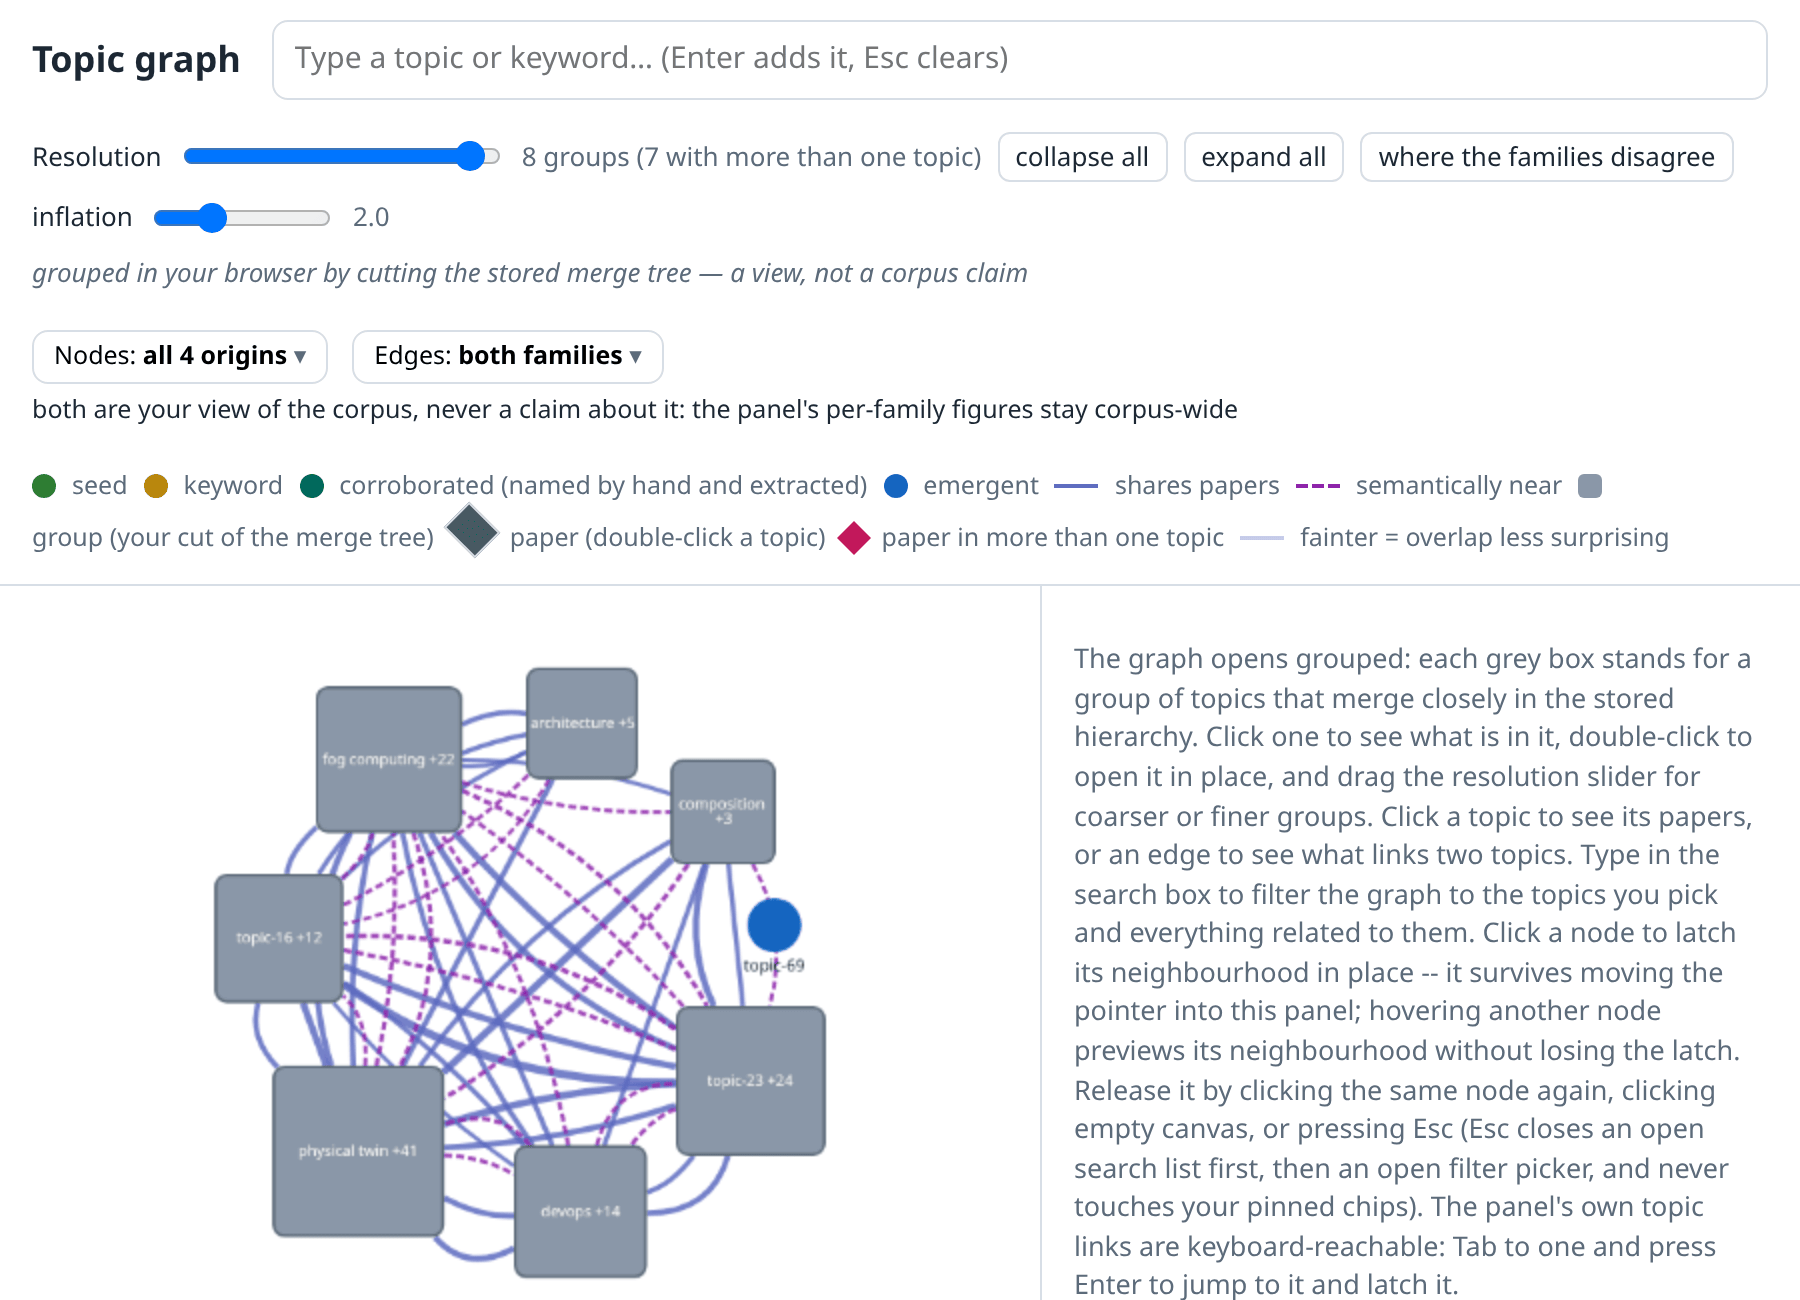 Topic graph
Type a topic or keyword... (Enter adds it, Esc clears)
Resolution 8 groups (7 with more than one topic) collapse all expand all where the families disagree
inflation 2.0
grouped in your browser by cutting the stored merge tree — a view, not a corpus claim
Nodes: all 4 origins ▾ Edges: both families ▾
both are your view of the corpus, never a claim about it: the panel's per-family figures stay corpus-wide
seed keyword corroborated (named by hand and extracted) emergent shares papers semantically near
group (your cut of the merge tree) paper (double-click a topic) paper in more than one topic fainter = overlap less surprising
architecture +5
fog computing +22
composition
+3
topic-16 +12
topic-69
topic-23 +24
physical twin +41
devops +14
The graph opens grouped: each grey box stands for a
group of topics that merge closely in the stored
hierarchy. Click one to see what is in it, double-click to
open it in place, and drag the resolution slider for
coarser or finer groups. Click a topic to see its papers,
or an edge to see what links two topics. Type in the
search box to filter the graph to the topics you pick
and everything related to them. Click a node to latch
its neighbourhood in place -- it survives moving the
pointer into this panel; hovering another node
previews its neighbourhood without losing the latch.
Release it by clicking the same node again, clicking
empty canvas, or pressing Esc (Esc closes an open
search list first, then an open filter picker, and never
touches your pinned chips). The panel's own topic
links are keyboard-reachable: Tab to one and press
Enter to jump to it and latch it.